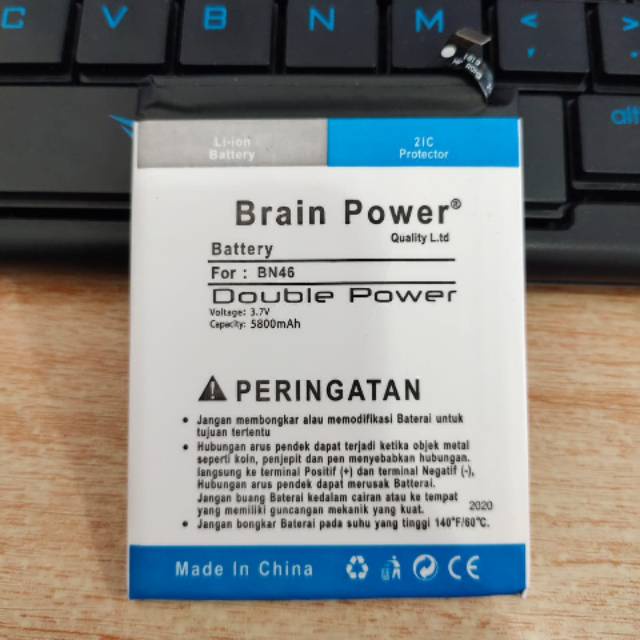 C V B N M < ,
alt
Li-ion
Battery
2IC
Protector
Brain Power®
Quality L.td
Battery
For : BN46
Double Power
Voltage: 3.7V
Capacity: 5800mAh
PERINGATAN
• Jangan membongkar alau memodifikasi Baterai untuk
tujuan tertentu
• Hubungan arus pendek dapat terjadi ketika objek metal
seperti koin, penjepit dan pen menyebabkan hubungan.
langsung ke terminal Positif (+) dan terminal Negatif (-),
Hubungan arus pendek dapat merusak Batterai.
Jangan buang Baterai kedalam cairan atau ke tempat
yang memiliki guncangan mekanik yang kuat.
2020
• Jangan bongkar Baterai pada suhu yang tinggi 140°F/60℃.
Made In China
CE